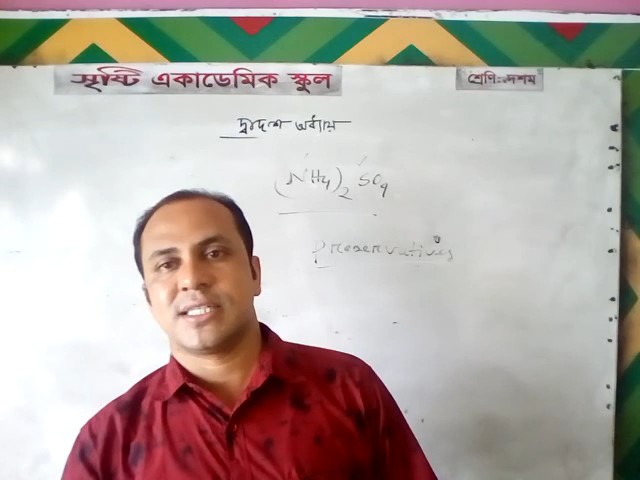 সৃষ্টি একাডেমিক স্কুল
শ্রেণি : দশম
দ্বাদশ অধ্যায়
(NH4)2 SO4
preservatives